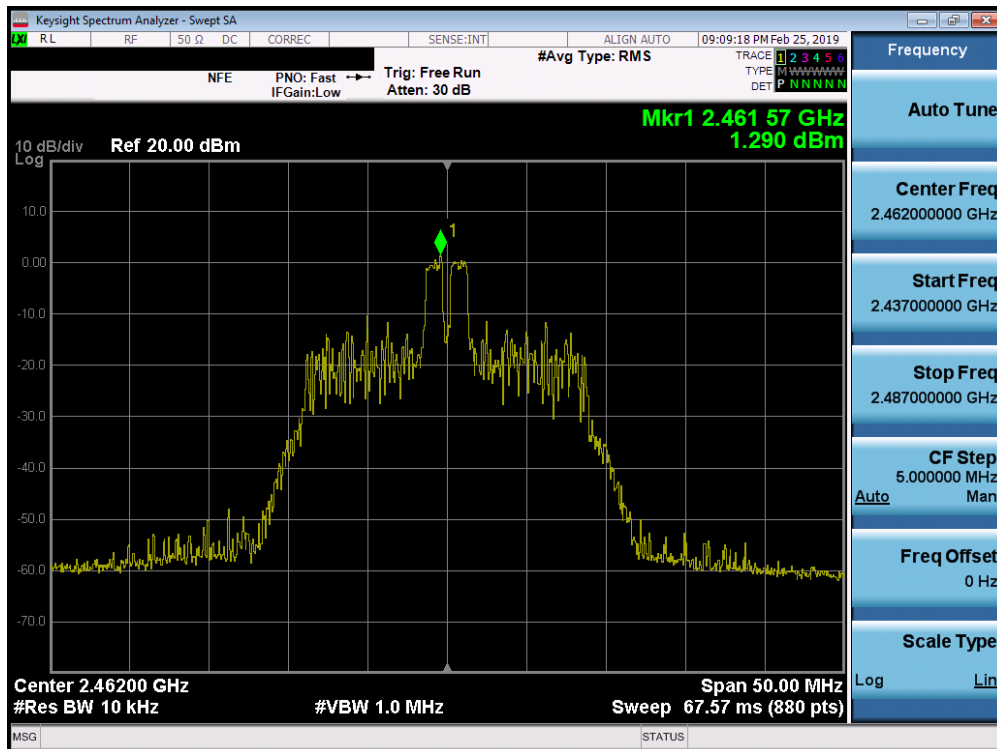 Keysight Spectrum Analyzer - Swept SA
LXI RL RF 50 Ω DC CORREC SENSE:INT ALIGN AUTO 09:09:18 PM Feb 25, 2019
#Avg Type: RMS
TRACE 1 2 3 4 5 6
NFE PNO: Fast Trig: Free Run
TYPE M WWWWW
IFGain:Low Atten: 30 dB
DET P N N N N N
Mkr1 2.461 57 GHz
1.290 dBm
10 dB/div Ref 20.00 dBm
Log
10.0
1
0.00
-10.0
-20.0
-30.0
-40.0
-50.0
-60.0
-70.0
Center 2.46200 GHz Span 50.00 MHz
#Res BW 10 kHz #VBW 1.0 MHz Sweep 67.57 ms (880 pts)
MSG STATUS
Frequency
Auto Tune
Center Freq
2.462000000 GHz
Start Freq
2.437000000 GHz
Stop Freq
2.487000000 GHz
CF Step
5.000000 MHz
Auto Man
Freq Offset
0 Hz
Scale Type
Log Lin